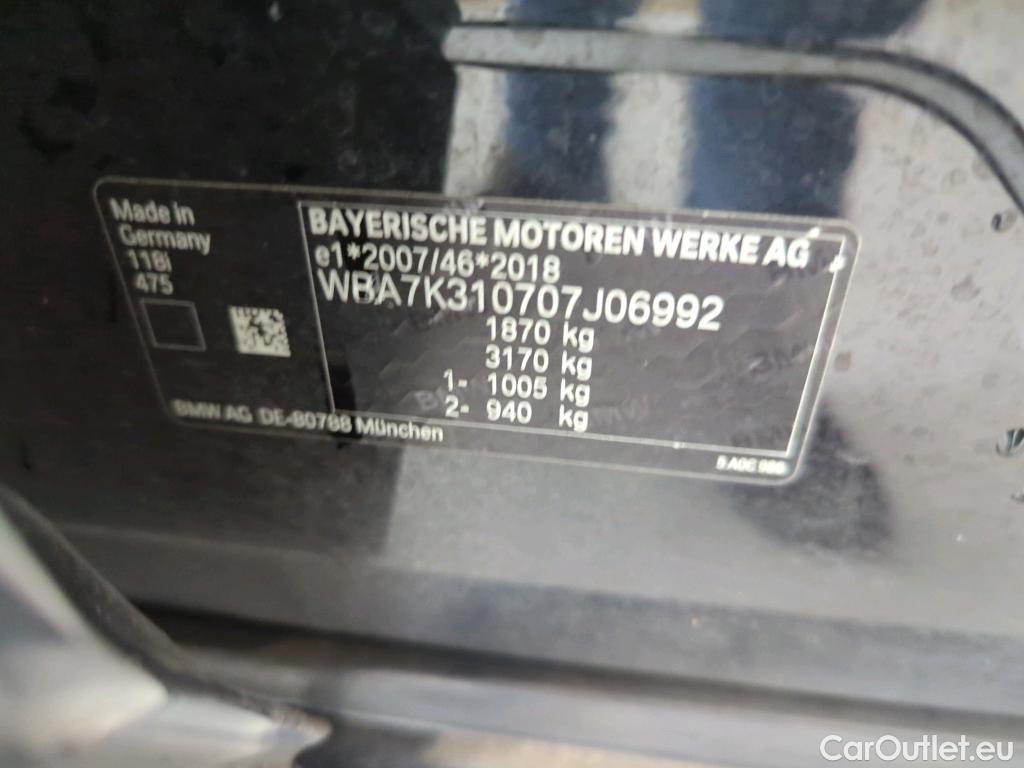 Made in
Germany
118i
475
BMW AG DE-80788 München
BAYERISCHE MOTOREN WERKE AG
e1*2007/46*2018
WBA7K310707J06992
1870 kg
3170 kg
1- 1005 kg
2- 940 kg
CarOutlet.eu